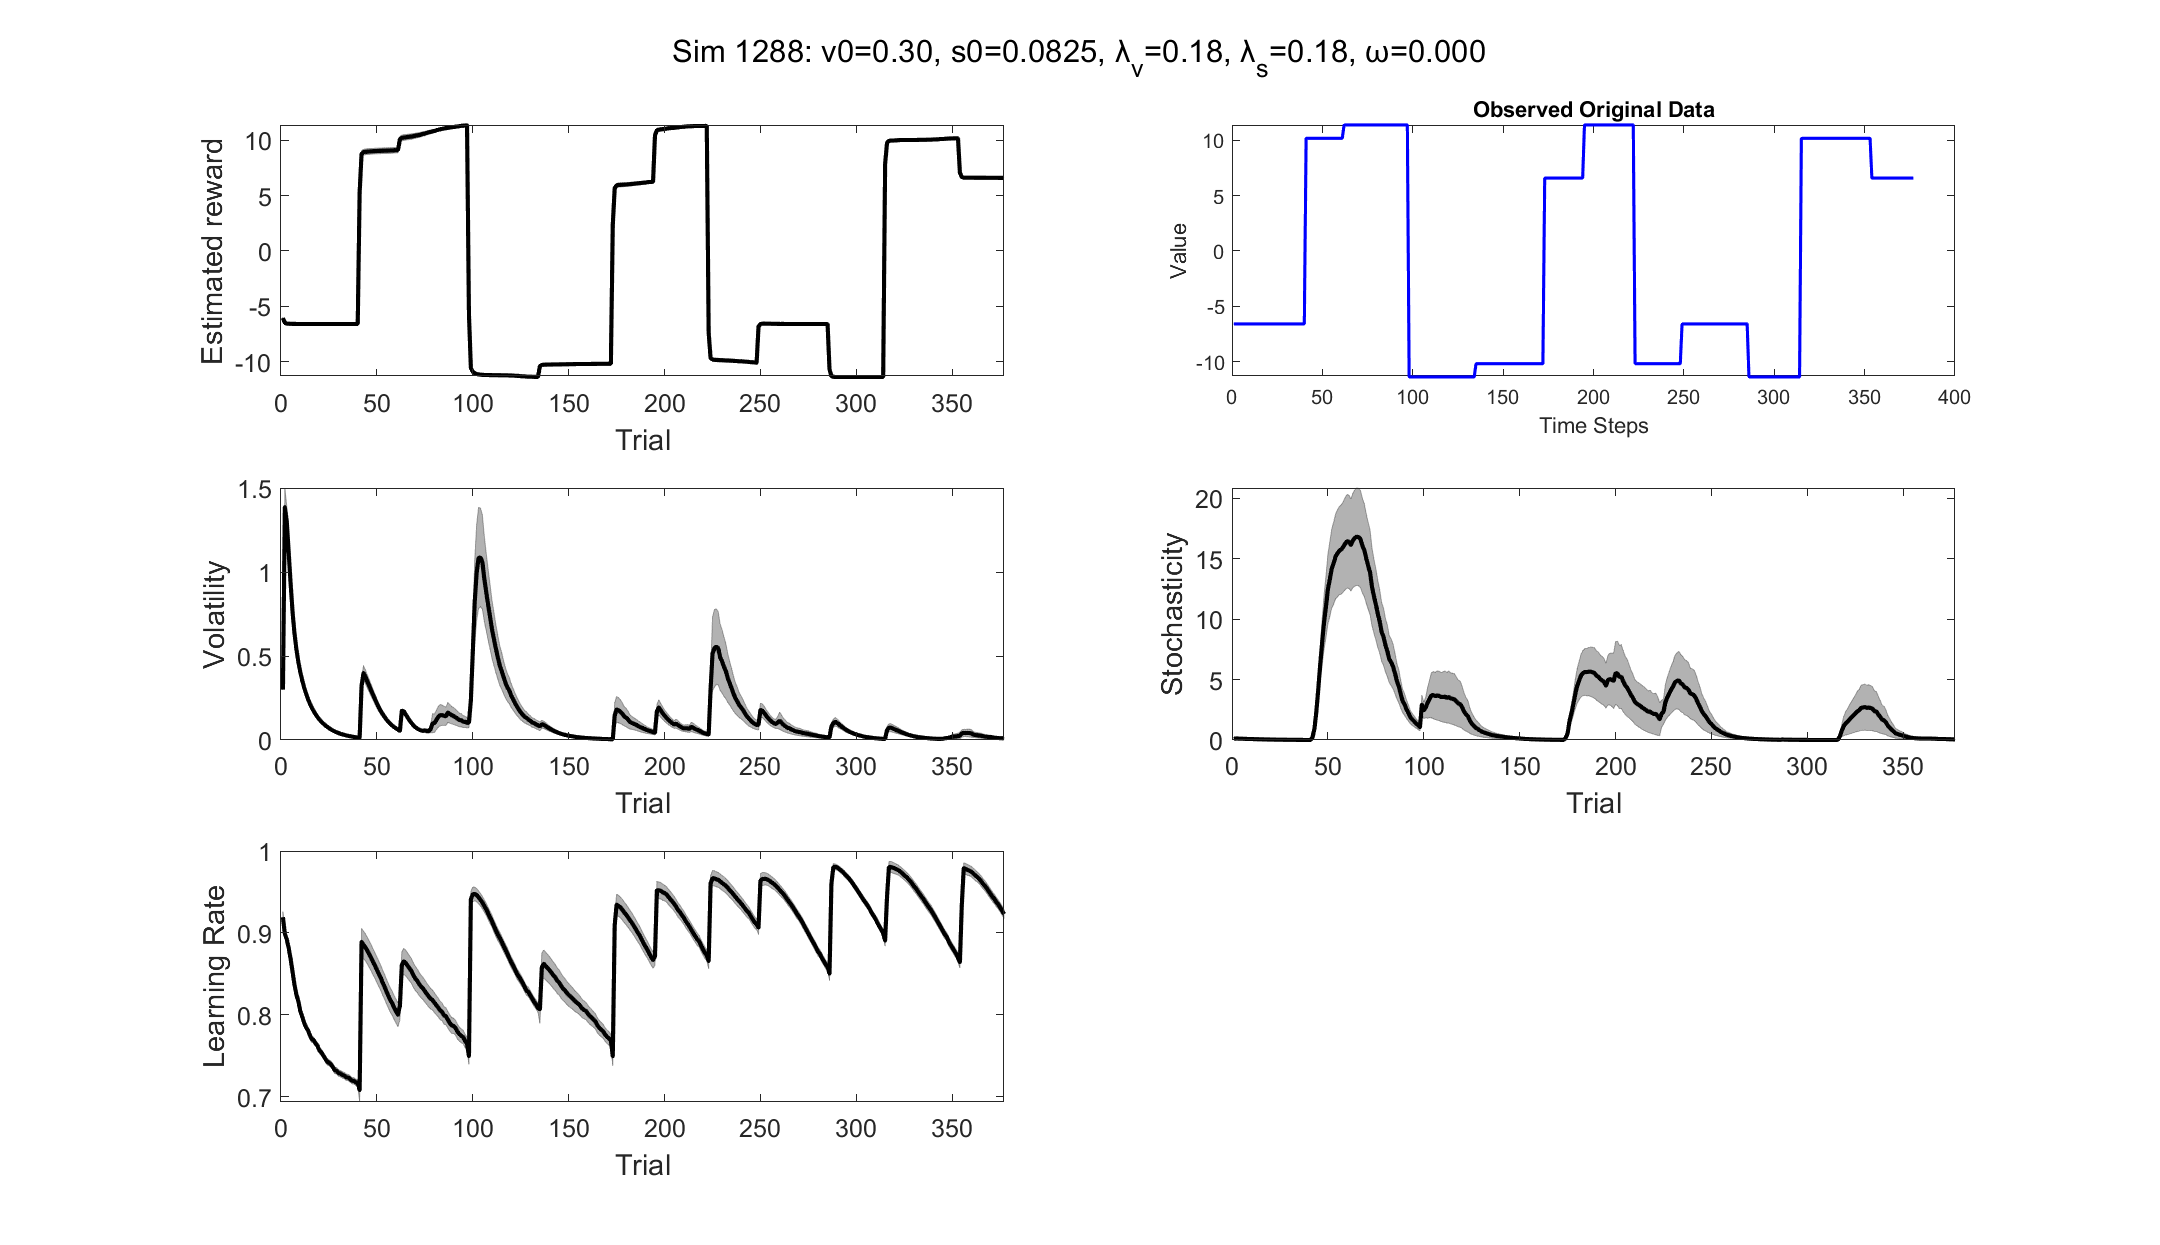 Sim 1288: v0=0.30, s0=0.0825, λ_v=0.18, λ_s=0.18, ω=0.000
Estimated reward
10
5
0
-5
-10
0 50 100 150 200 250 300 350
Trial
Observed Original Data
Value
10
5
0
-5
-10
0 50 100 150 200 250 300 350 400
Time Steps
Volatility
1.5
1
0.5
0
0 50 100 150 200 250 300 350
Trial
Stochasticity
20
15
10
5
0
0 50 100 150 200 250 300 350
Trial
Learning Rate
1
0.9
0.8
0.7
0 50 100 150 200 250 300 350
Trial